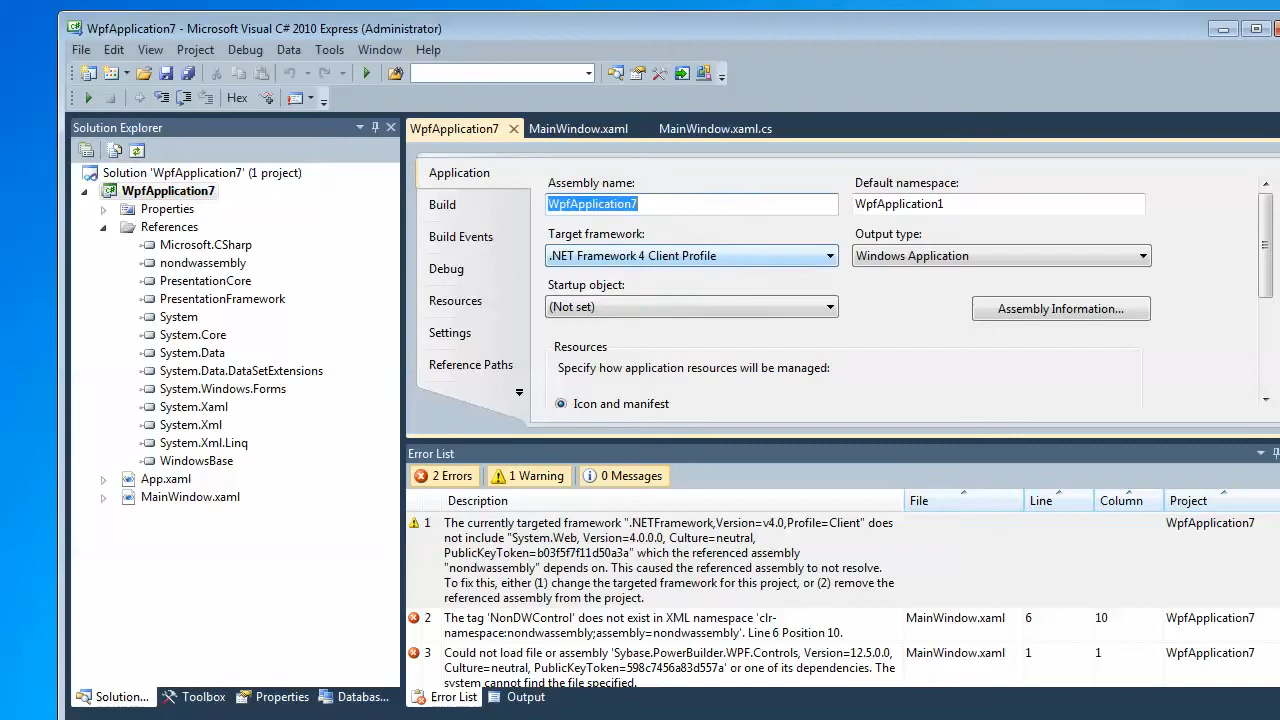 WpfApplication7 - Microsoft Visual C# 2010 Express (Administrator)
File Edit View Project Debug Data Tools Window Help
Hex
Solution Explorer
Solution 'WpfApplication7' (1 project)
WpfApplication7
Properties
References
Microsoft.CSharp
nondwassembly
PresentationCore
PresentationFramework
System
System.Core
System.Data
System.Data.DataSetExtensions
System.Windows.Forms
System.Xaml
System.Xml
System.Xml.Linq
WindowsBase
App.xaml
MainWindow.xaml
Solution... Toolbox Properties Databas...
WpfApplication7 MainWindow.xaml MainWindow.xaml.cs
Application
Build
Build Events
Debug
Resources
Settings
Reference Paths
Assembly name: Default namespace:
WpfApplication7 WpfApplication1
Target framework: Output type:
.NET Framework 4 Client Profile Windows Application
Startup object:
(Not set) Assembly Information...
Resources
Specify how application resources will be managed:
Icon and manifest
Error List
2 Errors 1 Warning 0 Messages
Description File Line Column Project
1 The currently targeted framework ".NETFramework,Version=v4.0,Profile=Client" does WpfApplication7
not include "System.Web, Version=4.0.0.0, Culture=neutral,
PublicKeyToken=b03f5f7f11d50a3a" which the referenced assembly
"nondwassembly" depends on. This caused the referenced assembly to not resolve.
To fix this, either (1) change the targeted framework for this project, or (2) remove the
referenced assembly from the project.
2 The tag 'NonDWControl' does not exist in XML namespace 'clr- MainWindow.xaml 6 10 WpfApplication7
namespace:nondwassembly;assembly=nondwassembly'. Line 6 Position 10.
3 Could not load file or assembly 'Sybase.PowerBuilder.WPF.Controls, Version=12.5.0.0, MainWindow.xaml 1 1 WpfApplication7
Culture=neutral, PublicKeyToken=598c7456a83d557a' or one of its dependencies. The
system cannot find the file specified.
Error List Output